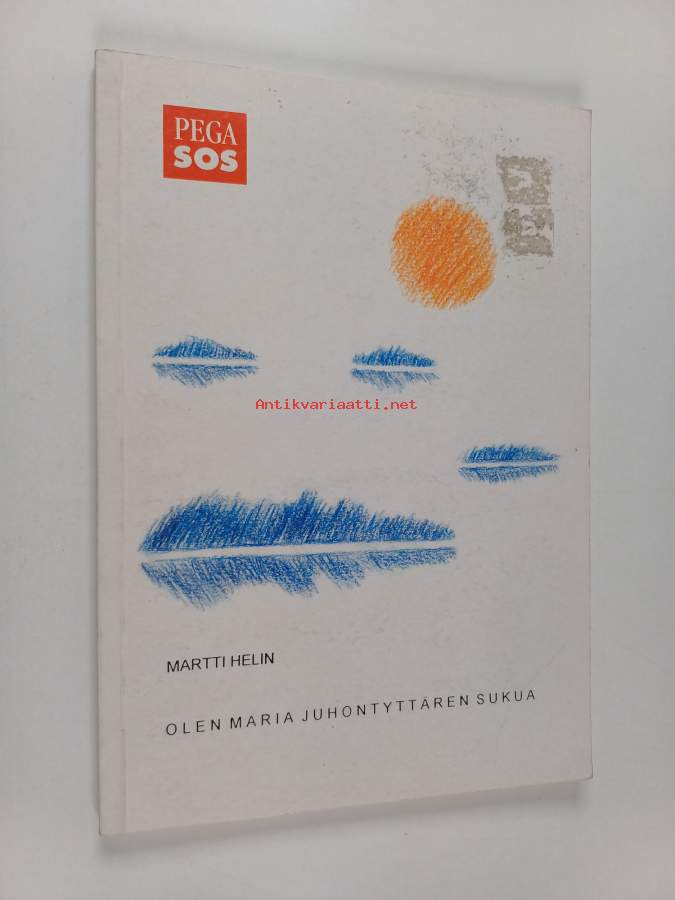 PEGA
SOS
Antikvariaatti.net
MARTTI HELIN
OLEN MARIA JUHONTYTTÄREN SUKUA